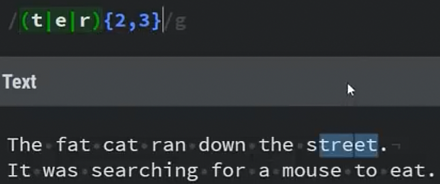 /(t|e|r){2,3}/g
Text
The fat cat ran down the street.
It was searching for a mouse to eat.